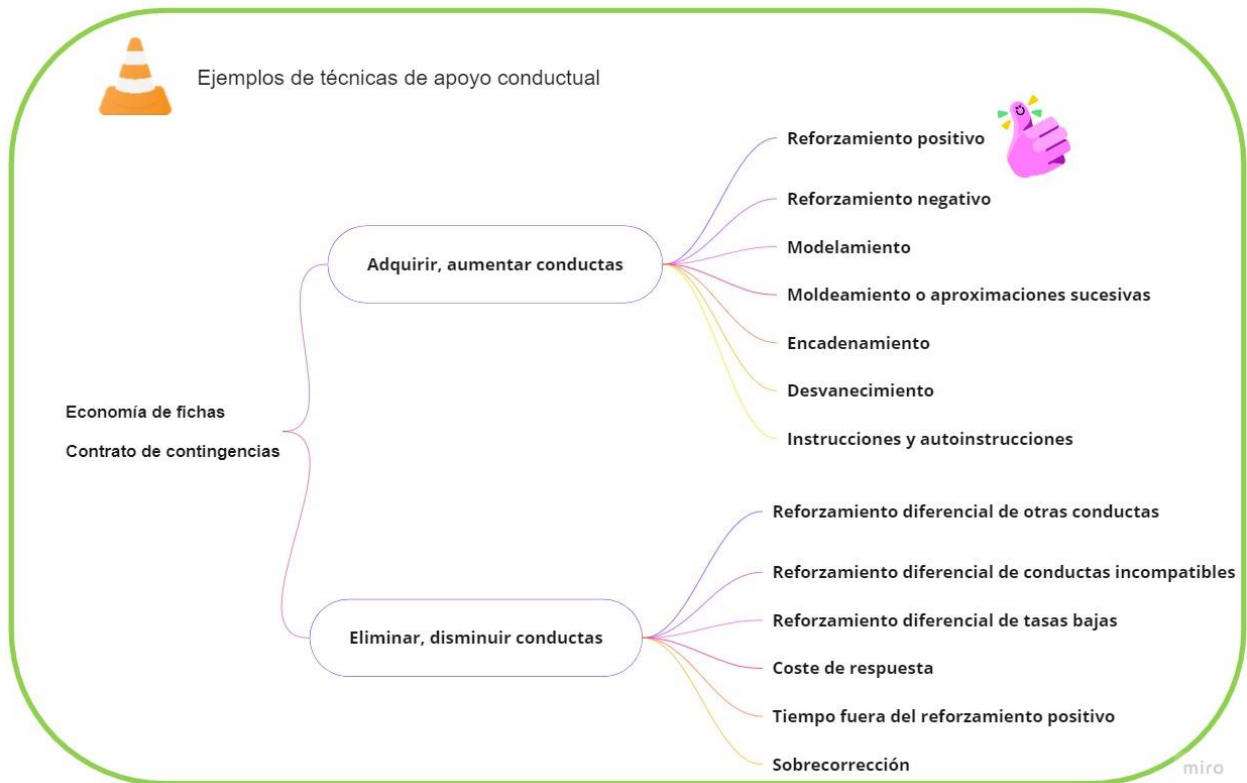 Ejemplos de técnicas de apoyo conductual
Reforzamiento positivo
Reforzamiento negativo
Modelamiento
Moldeamiento o aproximaciones sucesivas
Encadenamiento
Desvanecimiento
Instrucciones y autoinstrucciones
Adquirir, aumentar conductas
Economía de fichas
Contrato de contingencias
Eliminar, disminuir conductas
Reforzamiento diferencial de otras conductas
Reforzamiento diferencial de conductas incompatibles
Reforzamiento diferencial de tasas bajas
Coste de respuesta
Tiempo fuera del reforzamiento positivo
Sobrecorrección
miro